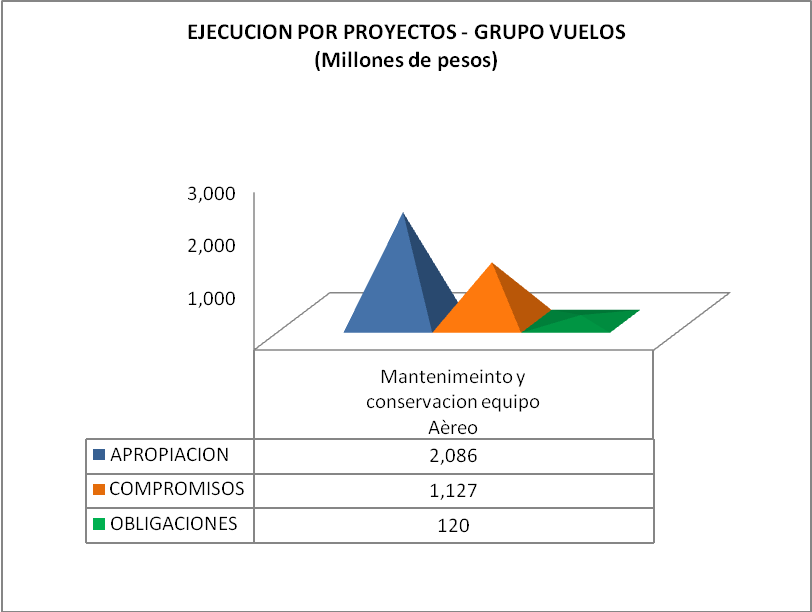 EJECUCION POR PROYECTOS - GRUPO VUELOS
(Millones de pesos)
3,000
2,000
1,000
Mantenimeinto y
conservacion equipo
Aèreo
APROPIACION 2,086
COMPROMISOS 1,127
OBLIGACIONES 120